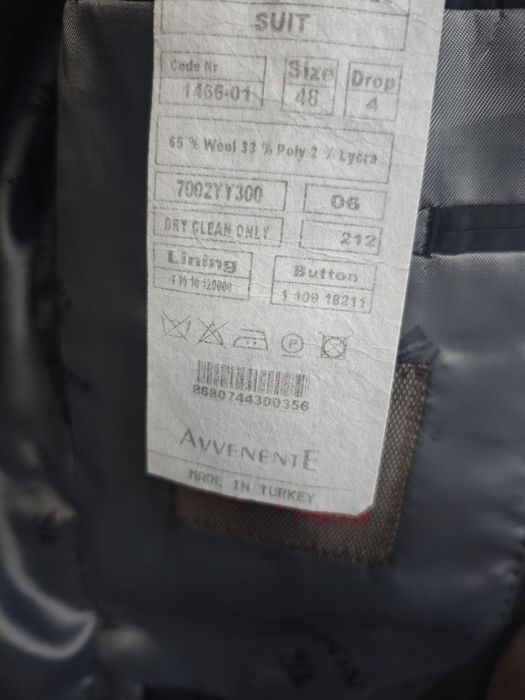 SUIT
Code Nr
1466-01
Size
48
Drop
4
65 % Wool 33 % Poly 2 % Lycra
7002YY300
06
DRY CLEAN ONLY
212
Lining
Button
8680744300356
AVVENENTE
MADE IN TURKEY